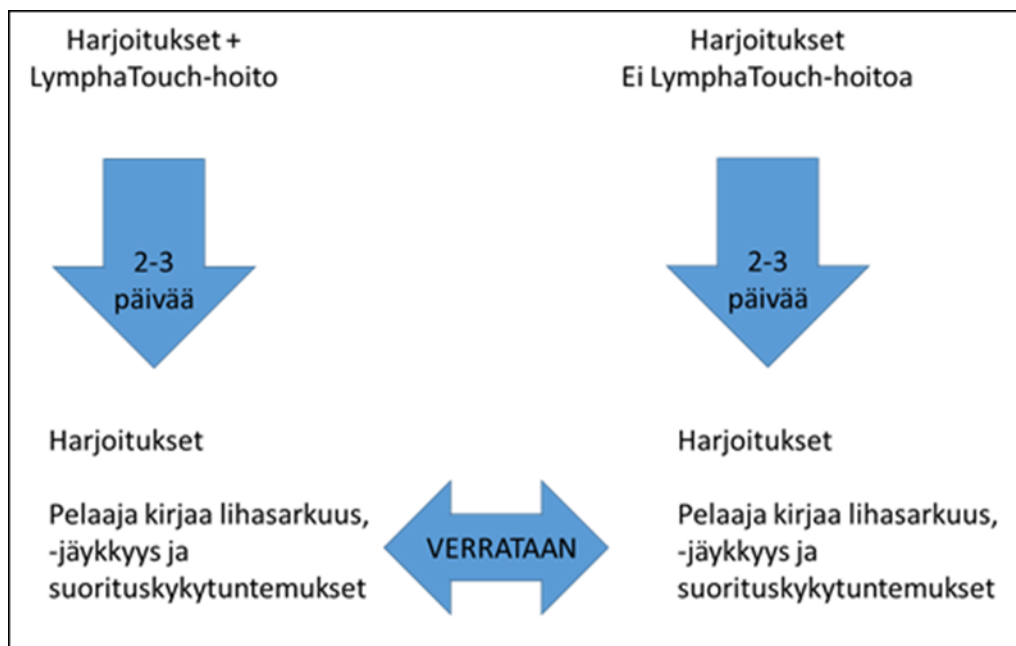 Harjoitukset +
LymphaTouch-hoito
Harjoitukset
Ei LymphaTouch-hoitoa
2-3
päivää
2-3
päivää
Harjoitukset
Pelaaja kirjaa lihasarkuus,
-jäykkyys ja
suorituskykytuntemukset
VERRATAAN
Harjoitukset
Pelaaja kirjaa lihasarkuus,
-jäykkyys ja
suorituskykytuntemukset